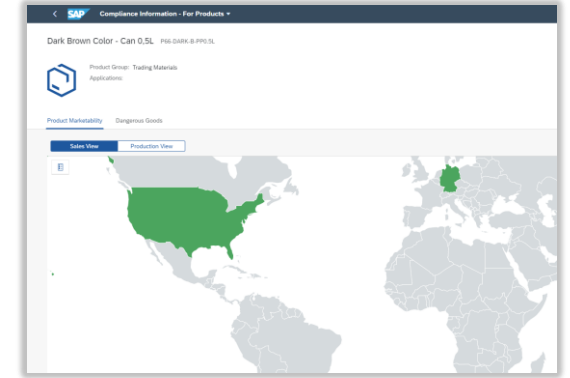 SAP Compliance Information - For Products
Dark Brown Color - Can 0,5L P66-DARK-B-PP0.5L
Product Group: Trading Materials
Applications:
Product Marketability Dangerous Goods
Sales View Production View